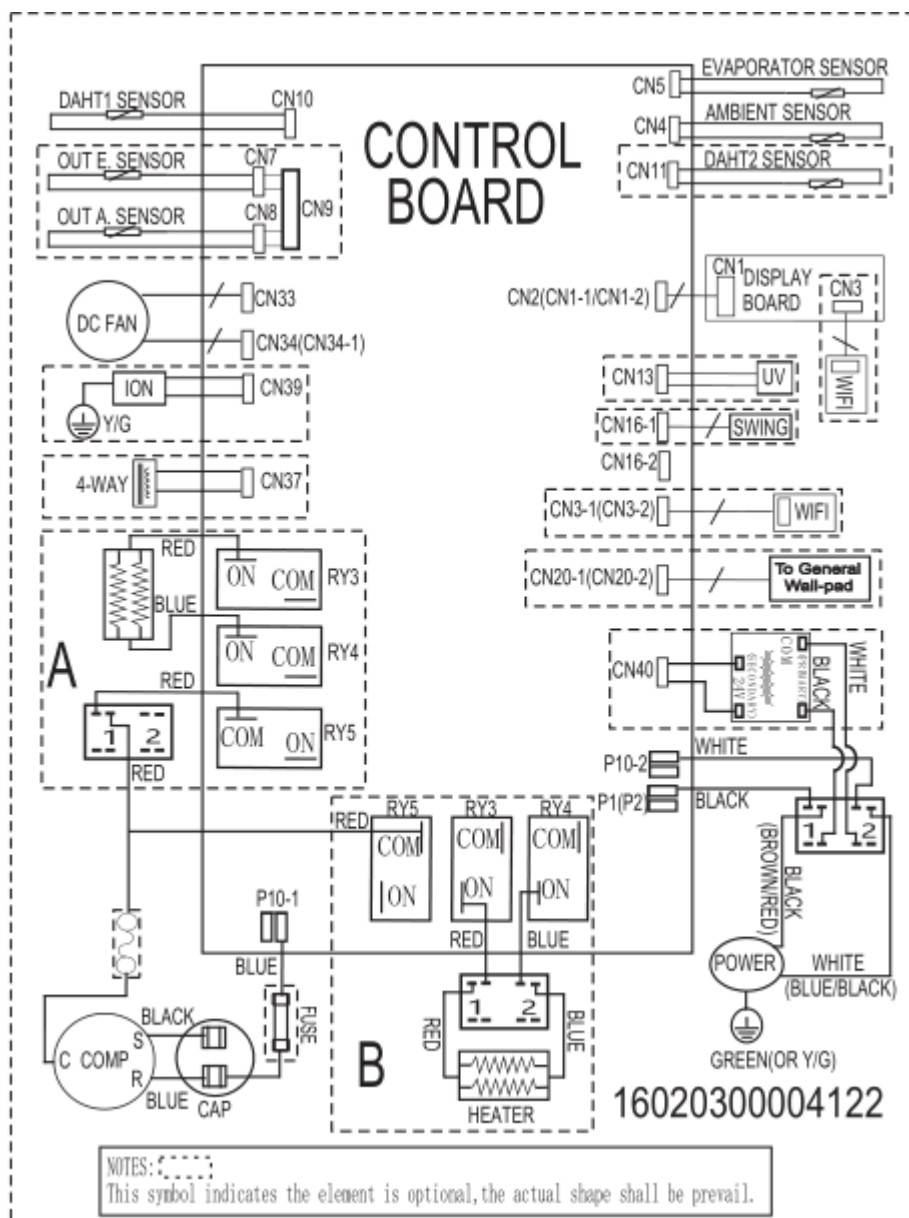 CONTROL
BOARD
DAHT1 SENSOR
CN10
OUT E. SENSOR
CN7
OUT A. SENSOR
CN8
CN9
DC FAN
CN33
CN34(CN34-1)
ION
CN39
Y/G
4-WAY
CN37
EVAPORATOR SENSOR
CN5
AMBIENT SENSOR
CN4
DAHT2 SENSOR
CN11
CN2(CN1-1/CN1-2)
CN1
DISPLAY
BOARD
CN3
WIFI
CN13
UV
CN16-1
SWING
CN16-2
CN3-1(CN3-2)
WIFI
CN20-1(CN20-2)
To General
Wall-pad
CN40
COM
PRIMARY
24V
(SECONDARY)
BLACK
WHITE
A
RED
BLUE
ON
COM
RY3
ON
COM
RY4
RED
COM
ON
RY5
1
2
RED
P10-2
WHITE
P1(P2)
BLACK
1
2
BLACK
(BROWN/RED)
POWER
WHITE
(BLUE/BLACK)
GREEN(OR Y/G)
RED
RY5
COM
ON
RY3
COM
ON
RY4
COM
ON
RED
BLUE
1
2
RED
BLUE
HEATER
B
P10-1
BLUE
FUSE
BLACK
S
C COMP
R
BLUE
CAP
16020300004122
NOTES:
This symbol indicates the element is optional,the actual shape shall be prevail.